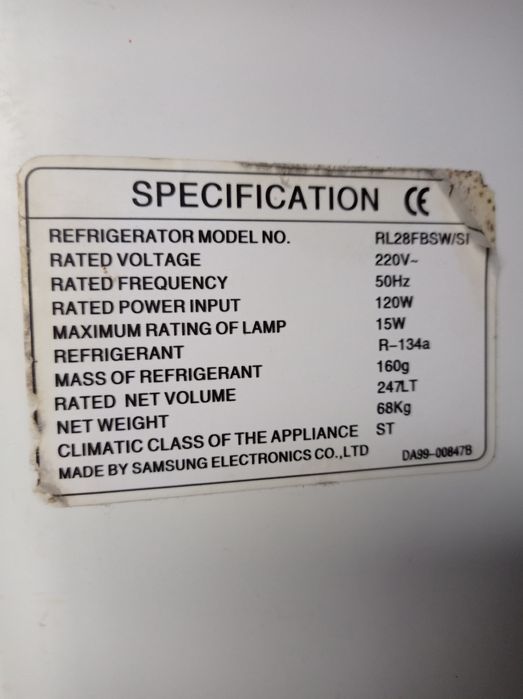 SPECIFICATION CE
REFRIGERATOR MODEL NO. RL28FBSW/SI
RATED VOLTAGE 220V~
RATED FREQUENCY 50Hz
RATED POWER INPUT 120W
MAXIMUM RATING OF LAMP 15W
REFRIGERANT R-134a
MASS OF REFRIGERANT 160g
RATED NET VOLUME 247LT
NET WEIGHT 68Kg
CLIMATIC CLASS OF THE APPLIANCE ST
MADE BY SAMSUNG ELECTRONICS CO.,LTD DA99-00847B